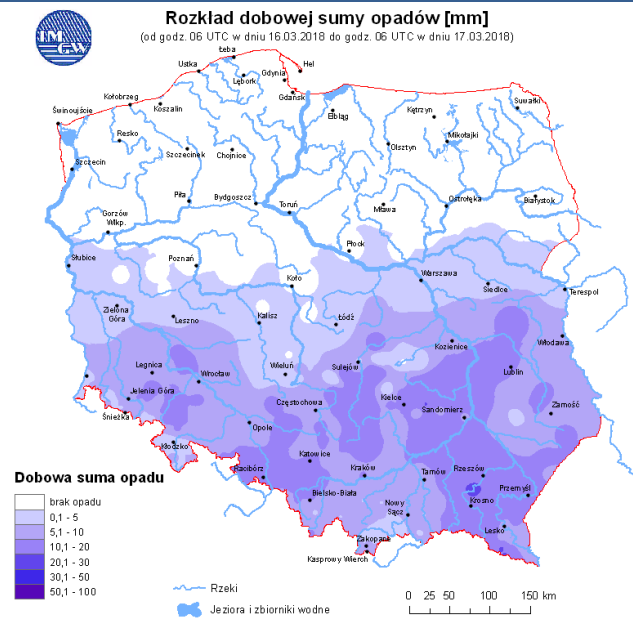 IMGW
Rozkład dobowej sumy opadów [mm]
(od godz. 06 UTC w dniu 16.03.2018 do godz. 06 UTC w dniu 17.03.2018)
Łeba
Ustka
Hel
Lębork
Gdynia
Gdańsk
Kołobrzeg
Koszalin
Świnoujście
Resko
Elbląg
Kętrzyn
Suwałki
Mikołajki
Olsztyn
Szczecinek
Chojnice
Szczecin
Piła
Bydgoszcz
Toruń
Mława
Ostrołęka
Białystok
Gorzów
Wlkp.
Płock
Słubice
Poznań
Koło
Warszawa
Siedlce
Terespol
Zielona
Góra
Leszno
Kalisz
Łódź
Kozienice
Włodawa
Legnica
Wrocław
Wieluń
Sulejów
Lublin
Jelenia Góra
Częstochowa
Kielce
Sandomierz
Zamość
Śnieżka
Opole
Kłodzko
Katowice
Racibórz
Kraków
Tarnów
Rzeszów
Przemyśl
Bielsko-Biała
Nowy
Sącz
Krosno
Lesko
Zakopane
Kasprowy Wierch
Dobowa suma opadu
brak opadu
0,1 - 5
5,1 - 10
10,1 - 20
20,1 - 30
30,1 - 50
50,1 - 100
Rzeki
Jeziora i zbiorniki wodne
0 25 50 100 150 km